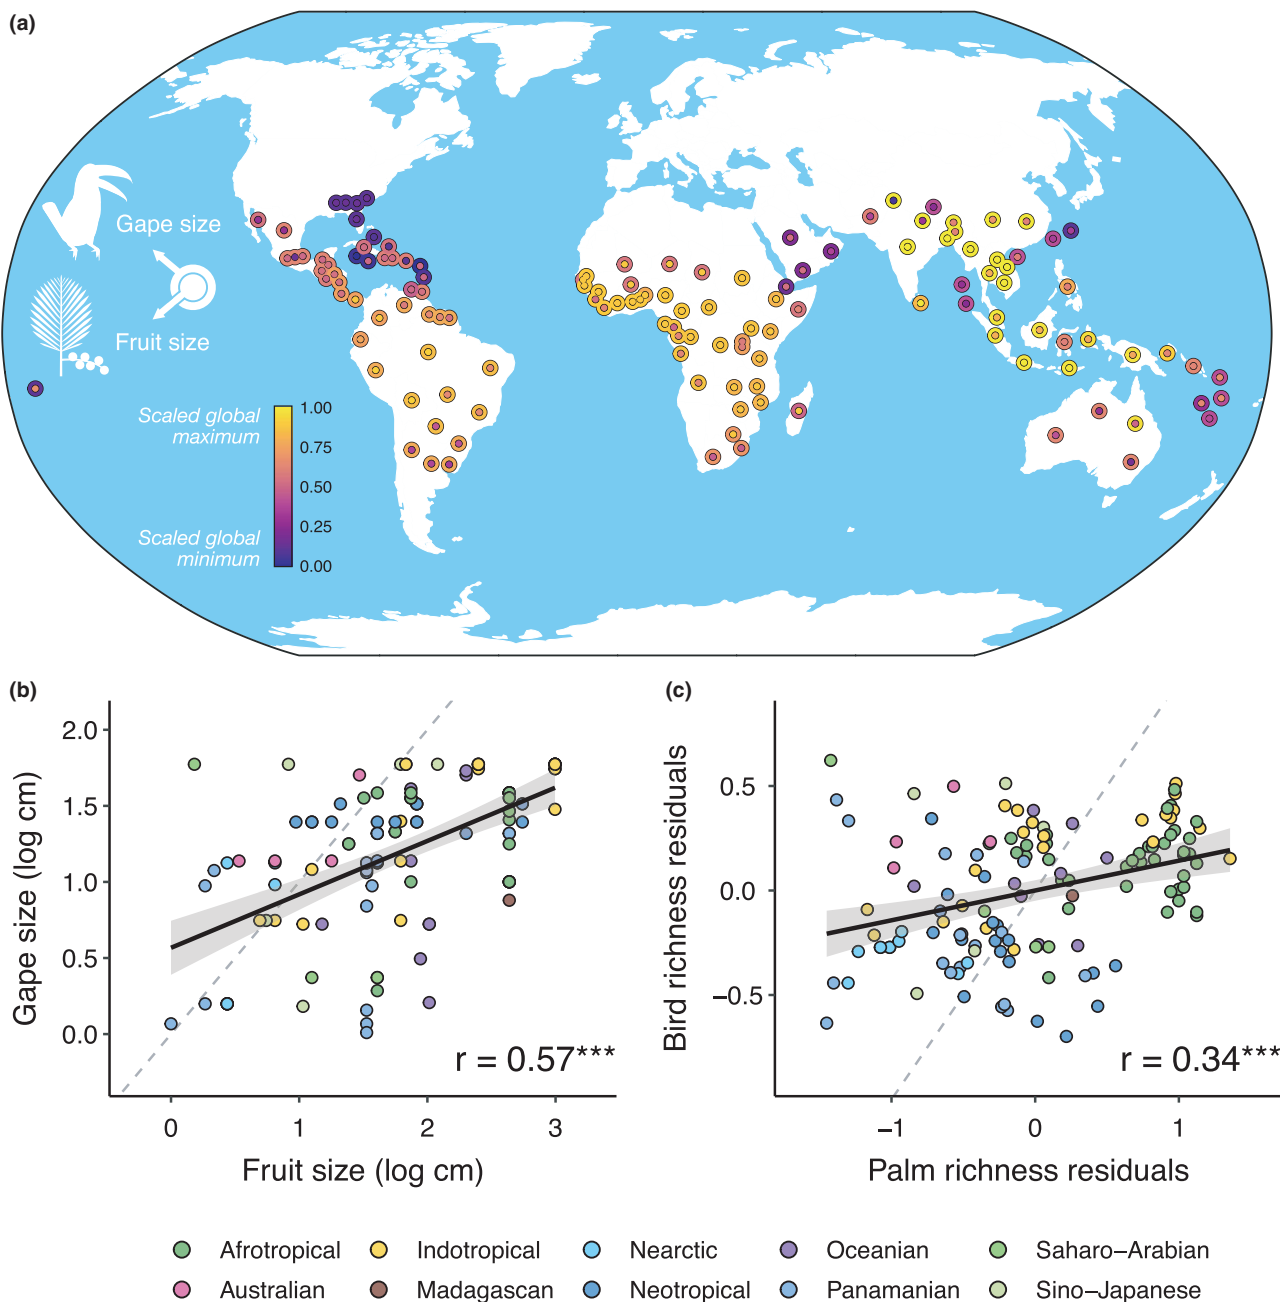 (a)
Gape size
Fruit size
Scaled global
maximum
Scaled global
minimum
1.00
0.75
0.50
0.25
0.00
(b)
Gape size (log cm)
2.0
1.5
1.0
0.5
0.0
r = 0.57***
0 1 2 3
Fruit size (log cm)
(c)
Bird richness residuals
0.5
0.0
−0.5
r = 0.34***
−1 0 1
Palm richness residuals
Afrotropical Indotropical Nearctic Oceanian Saharo−Arabian
Australian Madagascan Neotropical Panamanian Sino−Japanese